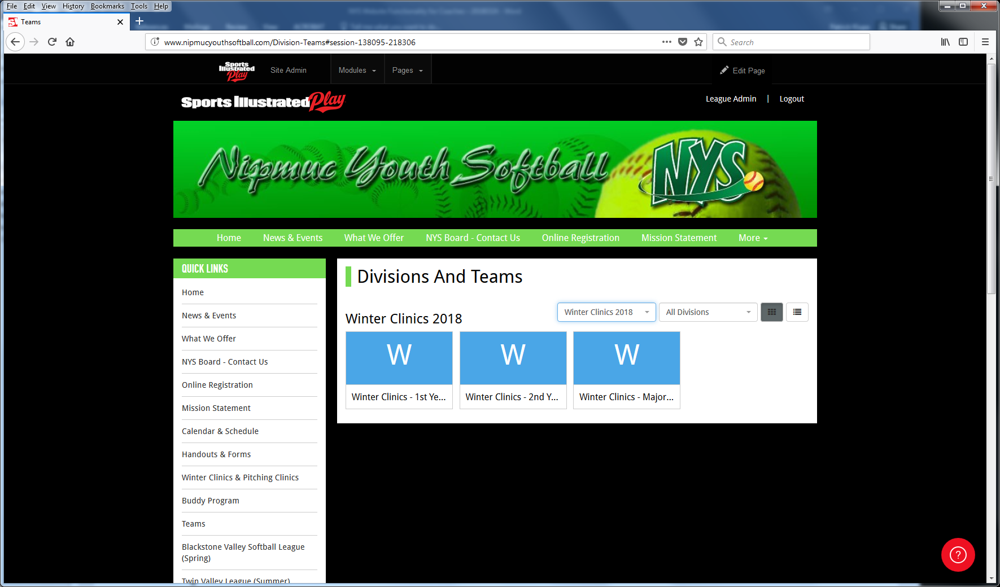 File Edit View History Bookmarks Tools Help
Teams
www.nipmucyouthsoftball.com/Division-Teams#session-138095-218306
Search
Sports Illustrated Play
Site Admin
Modules
Pages
Edit Page
Sports Illustrated Play
League Admin | Logout
Nipmuc Youth Softball
NYS
Home News & Events What We Offer NYS Board - Contact Us Online Registration Mission Statement More
QUICK LINKS
Home
News & Events
What We Offer
NYS Board - Contact Us
Online Registration
Mission Statement
Calendar & Schedule
Handouts & Forms
Winter Clinics & Pitching Clinics
Buddy Program
Teams
Blackstone Valley Softball League
(Spring)
Twin Valley League (Summer)
Divisions And Teams
Winter Clinics 2018
Winter Clinics 2018
All Divisions
W
Winter Clinics - 1st Ye...
W
Winter Clinics - 2nd Y...
W
Winter Clinics - Major...
?